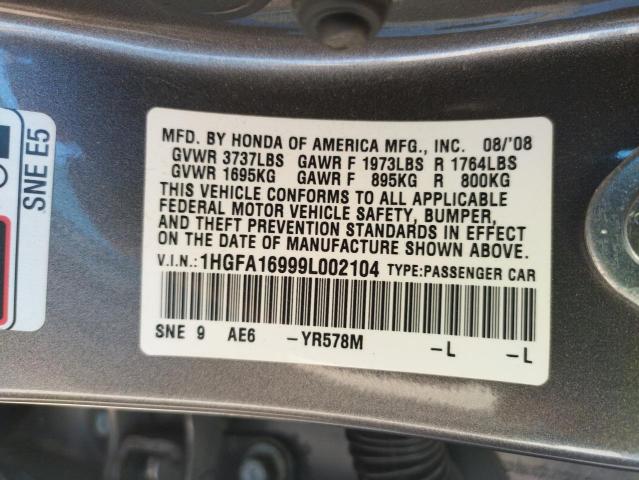 SNE E5
MFD. BY HONDA OF AMERICA MFG., INC. 08/'08
GVWR 3737LBS GAWR F 1973LBS R 1764LBS
GVWR 1695KG GAWR F 895KG R 800KG
THIS VEHICLE CONFORMS TO ALL APPLICABLE
FEDERAL MOTOR VEHICLE SAFETY, BUMPER,
AND THEFT PREVENTION STANDARDS IN EFFECT
ON THE DATE OF MANUFACTURE SHOWN ABOVE.
V.I.N.: 1HGFA16999L002104 TYPE:PASSENGER CAR
SNE 9 AE6 -YR578M -L -L